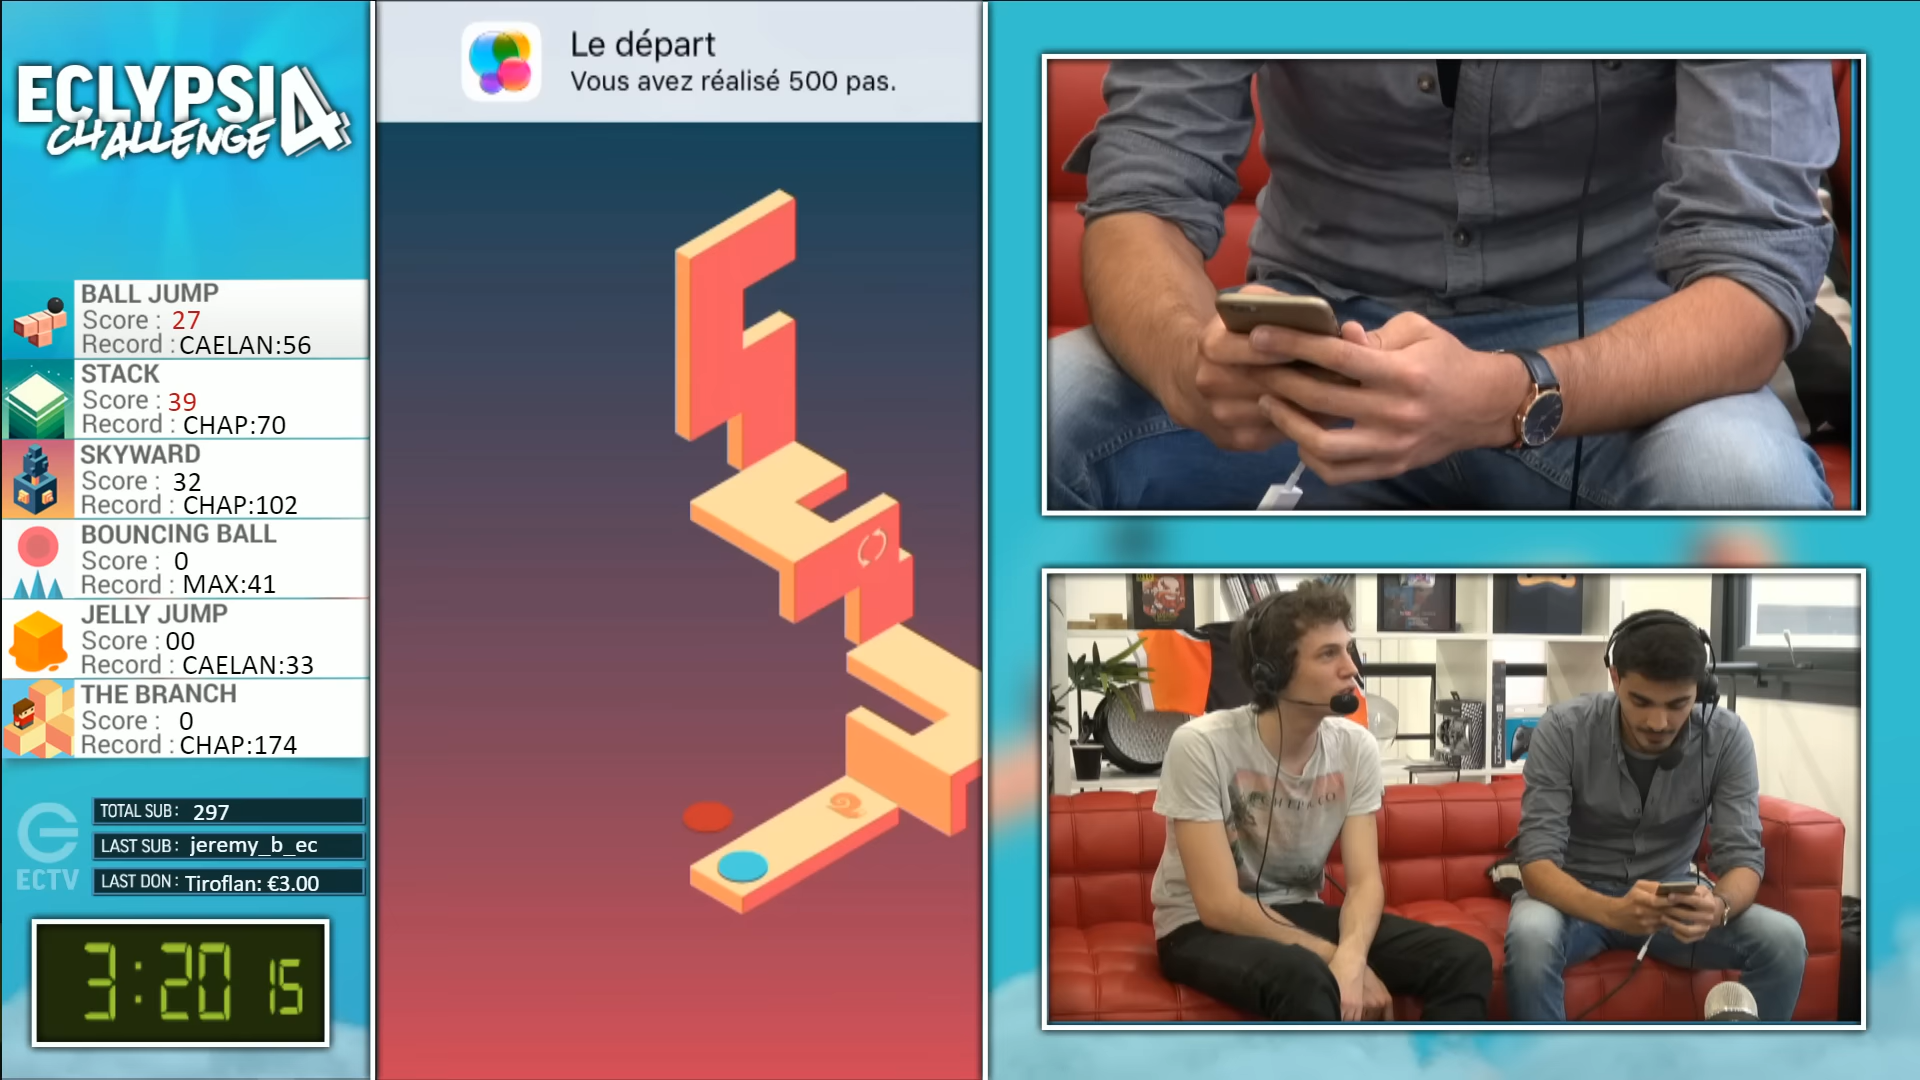 ECLYPSIA
CHALLENGE 4
Le départ
Vous avez réalisé 500 pas.
BALL JUMP
Score : 27
Record : CAELAN:56
STACK
Score : 39
Record : CHAP:70
SKYWARD
Score : 32
Record : CHAP:102
BOUNCING BALL
Score : 0
Record : MAX:41
JELLY JUMP
Score : 00
Record : CAELAN:33
THE BRANCH
Score : 0
Record : CHAP:174
ECTV
TOTAL SUB : 297
LAST SUB : jeremy_b_ec
LAST DON : Tiroflan: €3.00
3:20 15